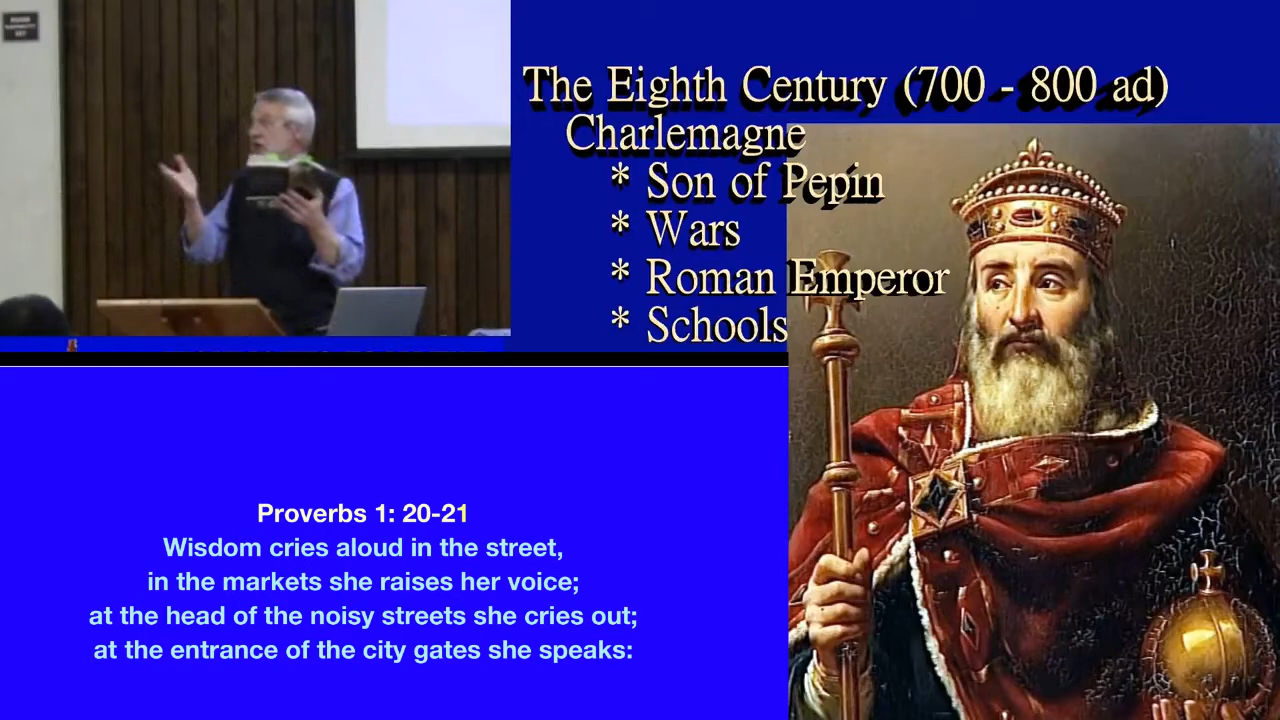 The Eighth Century (700 - 800 ad)
Charlemagne
* Son of Pepin
* Wars
* Roman Emperor
* Schools
Proverbs 1: 20-21
Wisdom cries aloud in the street,
in the markets she raises her voice;
at the head of the noisy streets she cries out;
at the entrance of the city gates she speaks: